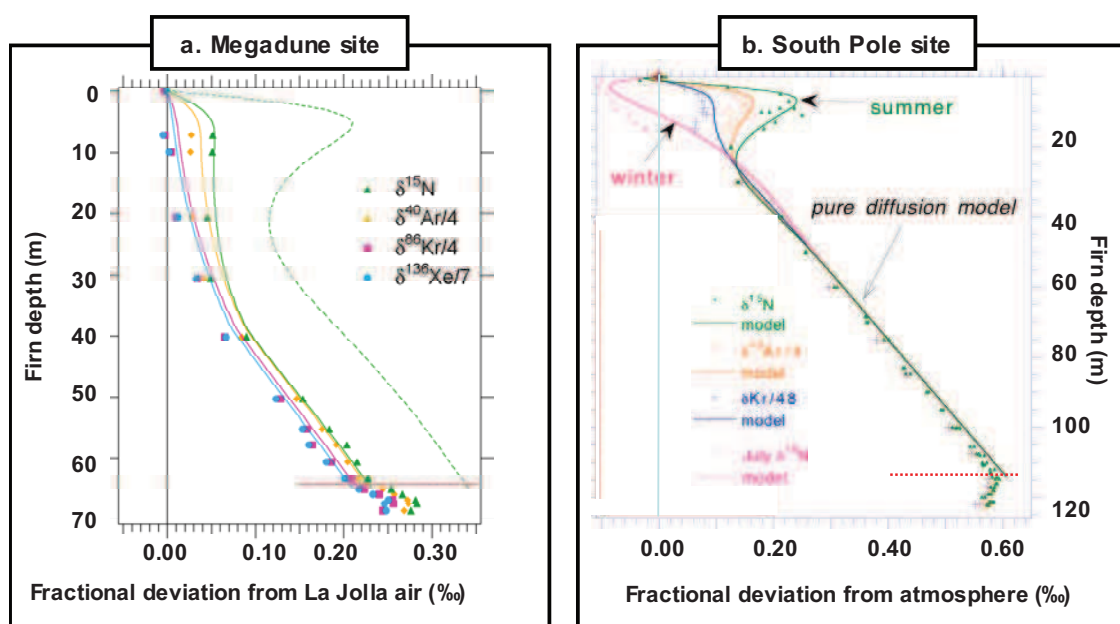 a. Megadune site
0
10
20
30
40
50
60
70
Firn depth (m)
δ¹⁵N
δ⁴⁰Ar/4
δ⁸⁶Kr/4
δ¹³⁶Xe/7
0.00 0.10 0.20 0.30
Fractional deviation from La Jolla air (‰)
b. South Pole site
summer
winter
pure diffusion model
δ¹⁵N
model
model
δKr/48
model
July δ¹⁵N
model
20
40
60
80
100
120
Firn depth (m)
0.00 0.20 0.40 0.60
Fractional deviation from atmosphere (‰)